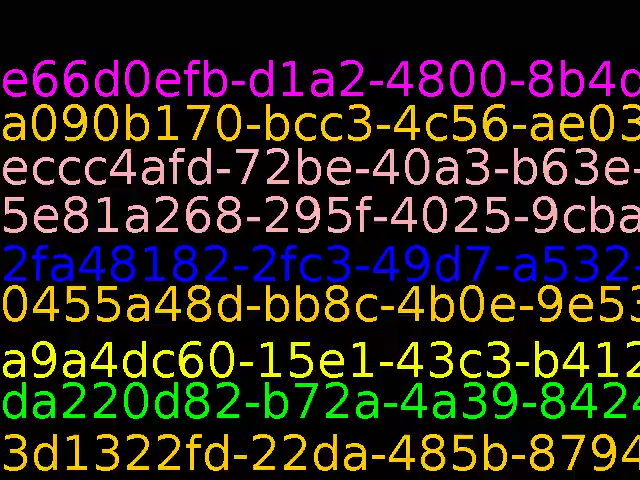 e66d0efb-d1a2-4800-8b4d
a090b170-bcc3-4c56-ae03
eccc4afd-72be-40a3-b63e-
5e81a268-295f-4025-9cba
2fa48182-2fc3-49d7-a532-
0455a48d-bb8c-4b0e-9e53
a9a4dc60-15e1-43c3-b412
da220d82-b72a-4a39-8424
3d1322fd-22da-485b-8794